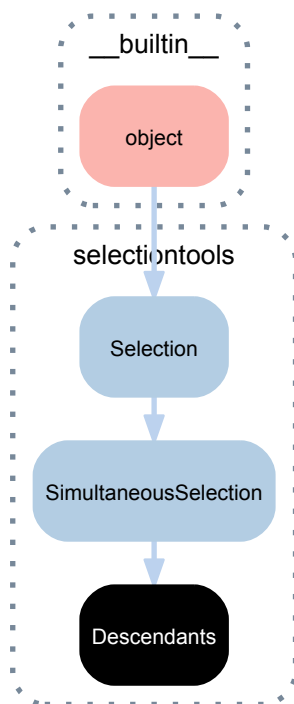 __builtin__
object
selectiontools
Selection
SimultaneousSelection
Descendants